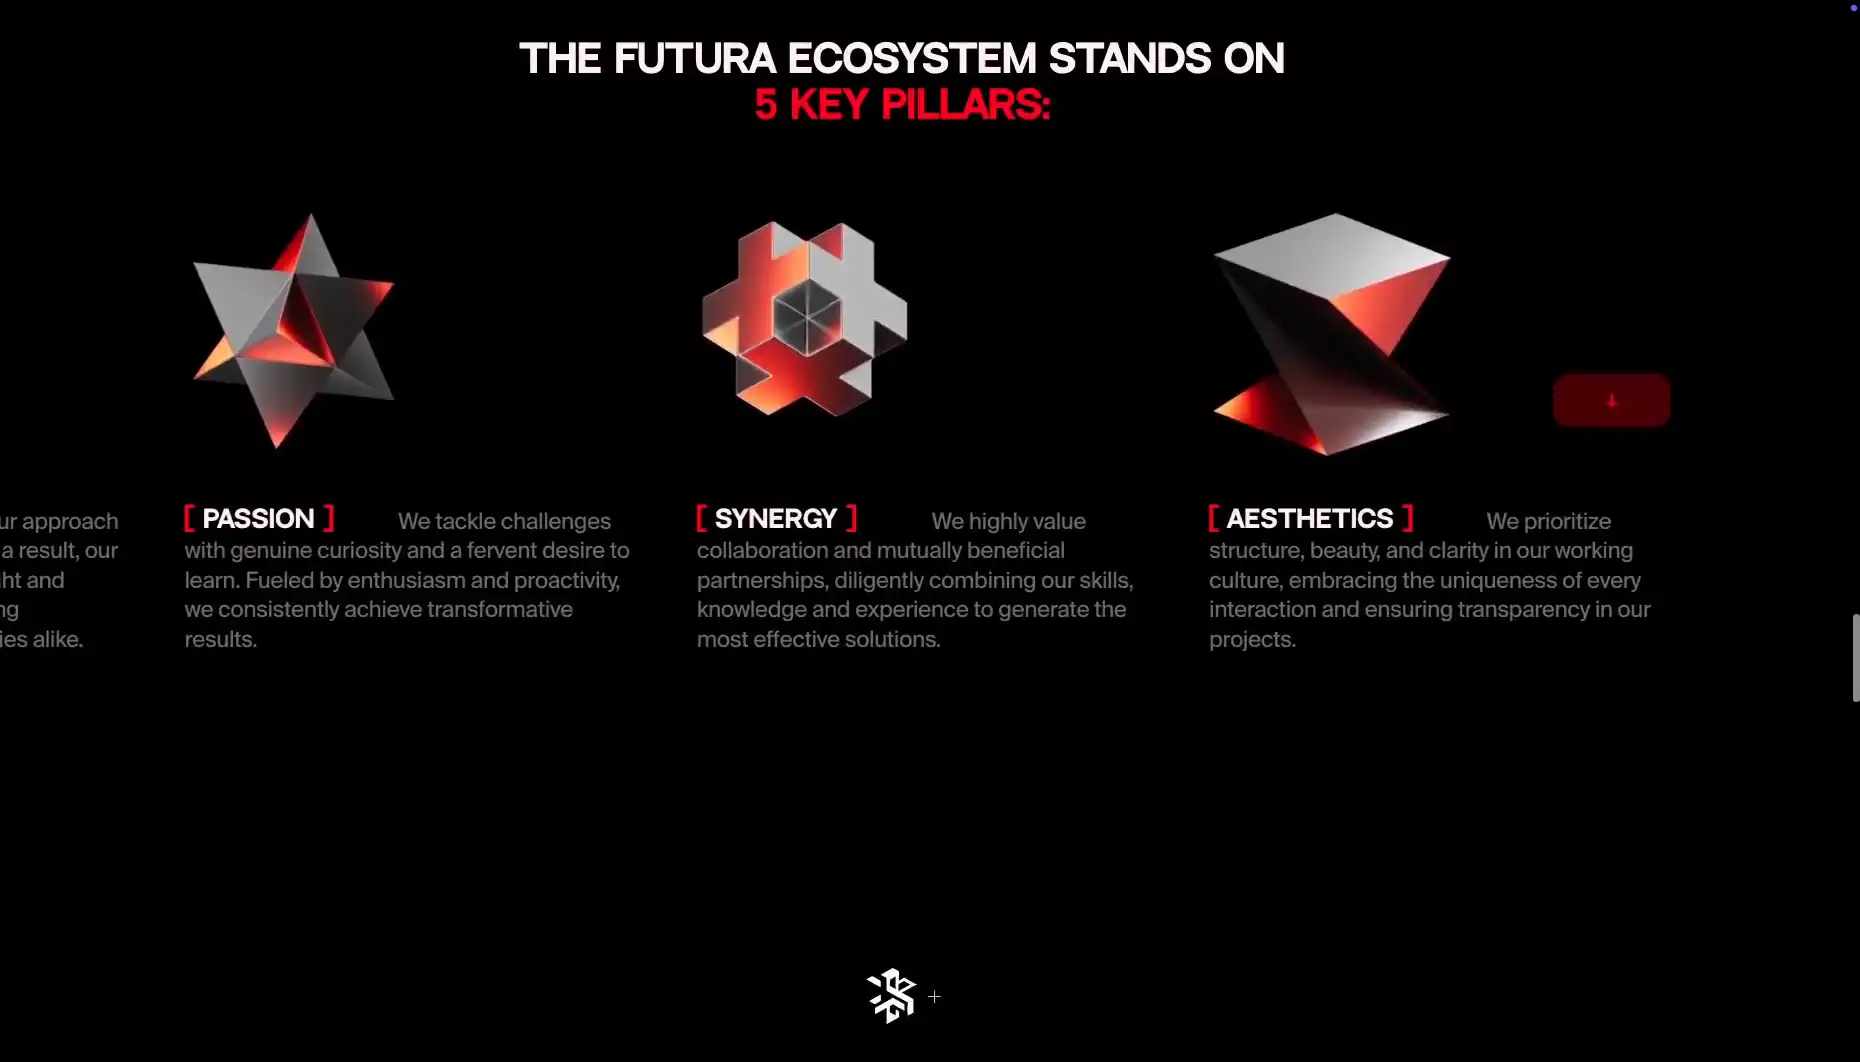 THE FUTURA ECOSYSTEM STANDS ON
5 KEY PILLARS:
ur approach
a result, our
ht and
ng
ies alike.
[ PASSION ] We tackle challenges
with genuine curiosity and a fervent desire to
learn. Fueled by enthusiasm and proactivity,
we consistently achieve transformative
results.
[ SYNERGY ] We highly value
collaboration and mutually beneficial
partnerships, diligently combining our skills,
knowledge and experience to generate the
most effective solutions.
[ AESTHETICS ] We prioritize
structure, beauty, and clarity in our working
culture, embracing the uniqueness of every
interaction and ensuring transparency in our
projects.